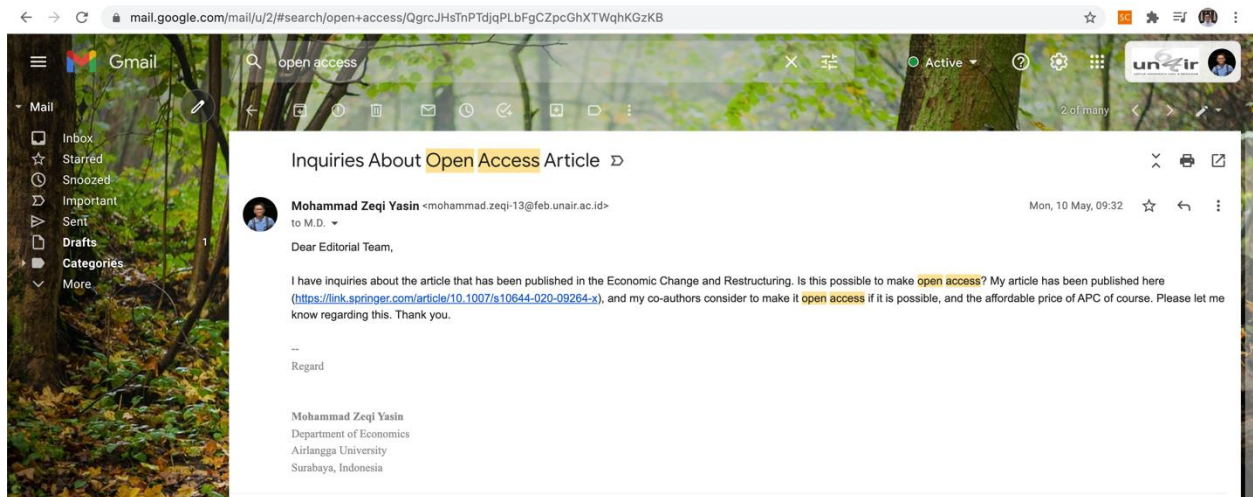 mail.google.com/mail/u/2/#search/open+access/QgrcJHsTnPTdjqPLbFgCZpcGhXTWqhKGzKB
SC
Gmail
open access
Active
unair
Mail
2 of many
Inbox
Starred
Snoozed
Important
Sent
Drafts 1
Categories
More
Inquiries About Open Access Article
Mohammad Zeqi Yasin <mohammad.zeqi-13@feb.unair.ac.id>
Mon, 10 May, 09:32
to M.D.
Dear Editorial Team,
I have inquiries about the article that has been published in the Economic Change and Restructuring. Is this possible to make open access? My article has been published here
(https://link.springer.com/article/10.1007/s10644-020-09264-x), and my co-authors consider to make it open access if it is possible, and the affordable price of APC of course. Please let me
know regarding this. Thank you.
--
Regard
Mohammad Zeqi Yasin
Department of Economics
Airlangga University
Surabaya, Indonesia